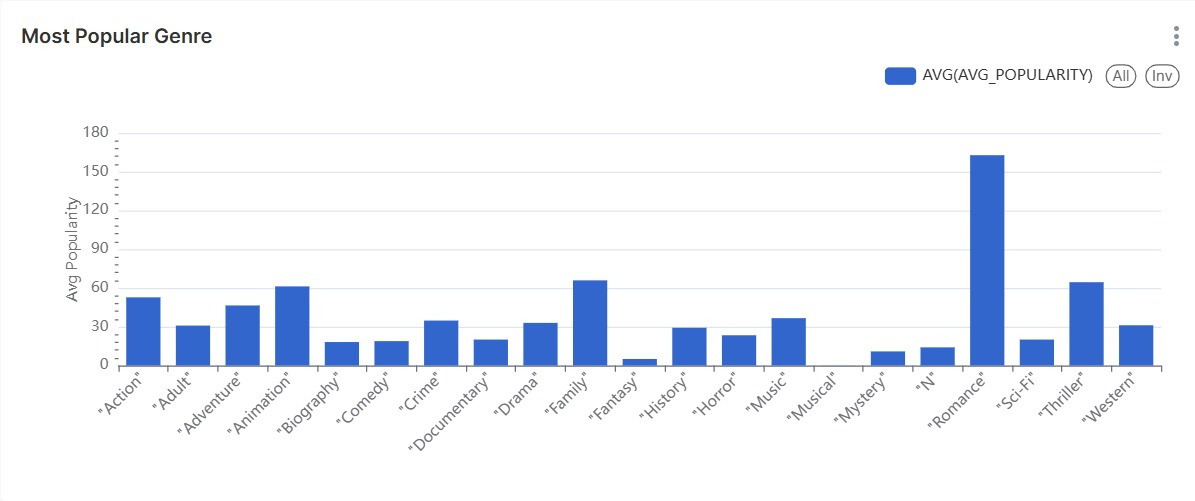 Most Popular Genre
AVG(AVG_POPULARITY) All Inv
Avg Popularity
180
150
120
90
60
30
0
"Action"
"Adult"
"Adventure"
"Animation"
"Biography"
"Comedy"
"Crime"
"Documentary"
"Drama"
"Family"
"Fantasy"
"History"
"Horror"
"Music"
"Musical"
"Mystery"
"N"
"Romance"
"Sci-Fi"
"Thriller"
"Western"